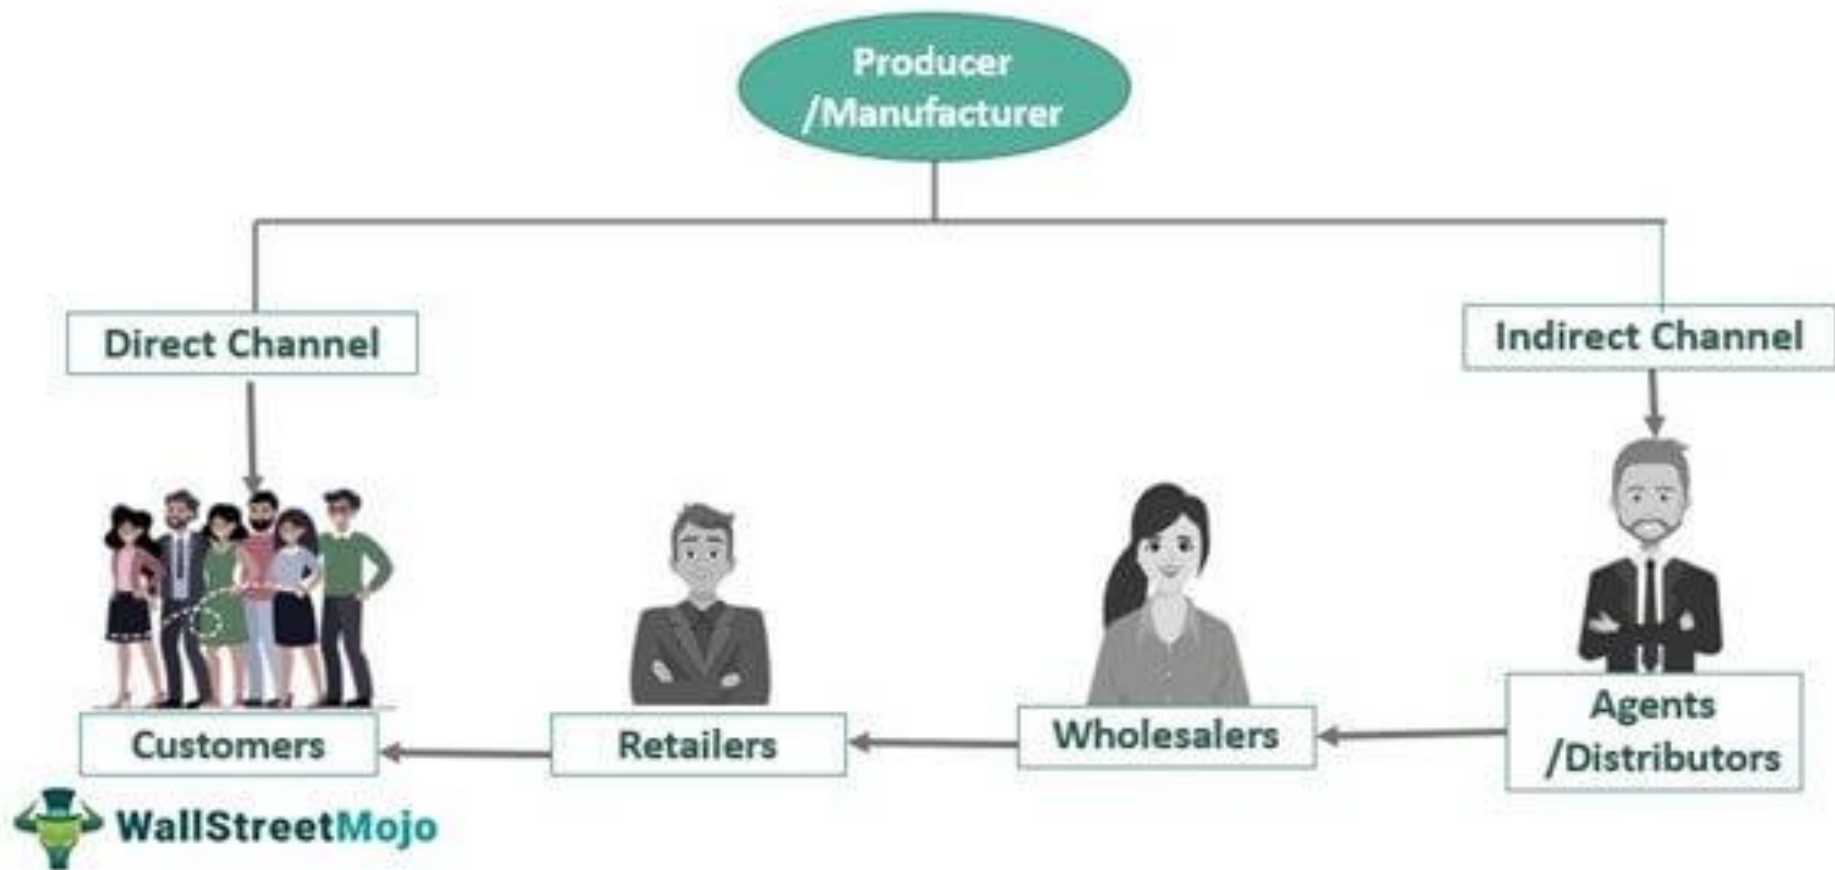 Producer
/Manufacturer
Direct Channel
Indirect Channel
Customers
Retailers
Wholesalers
Agents
/Distributors
WallStreetMojo